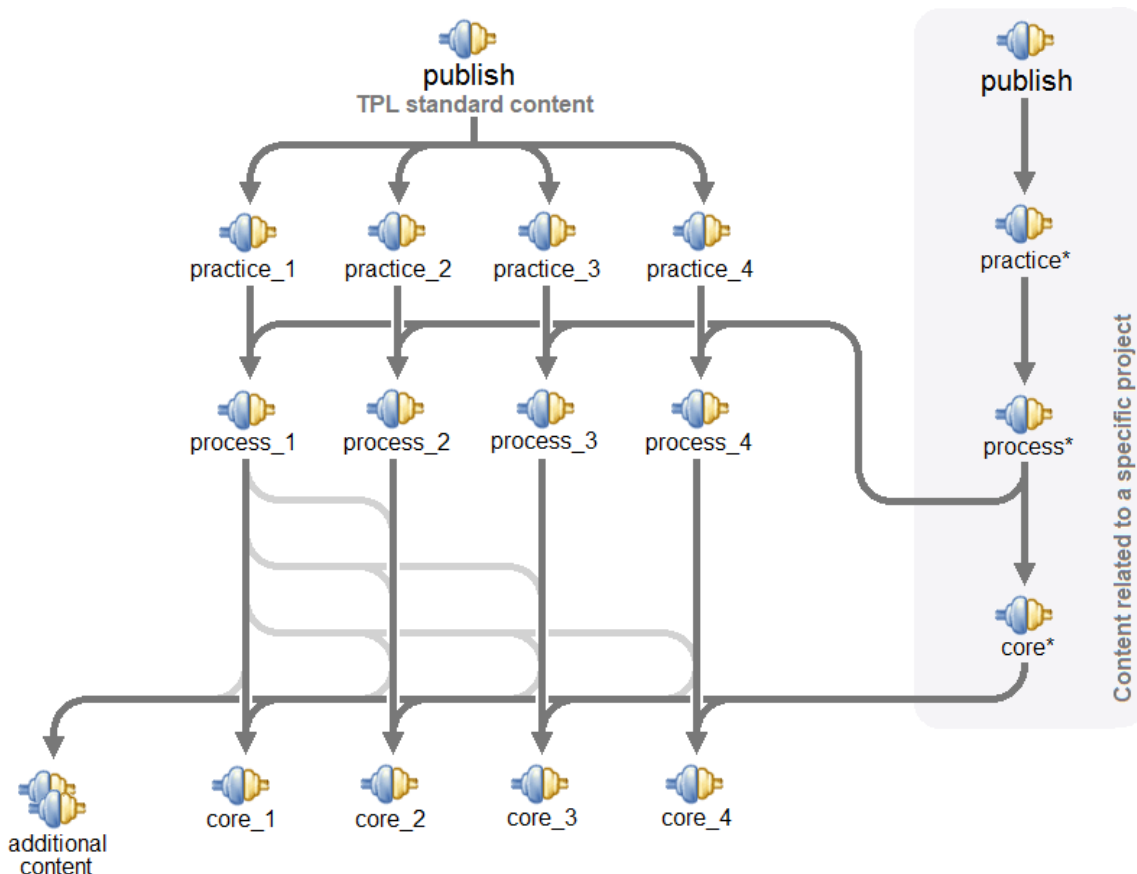 publish
TPL standard content
publish
practice_1
practice_2
practice_3
practice_4
practice*
process_1
process_2
process_3
process_4
process*
Content related to a specific project
core*
core_1
core_2
core_3
core_4
additional
content